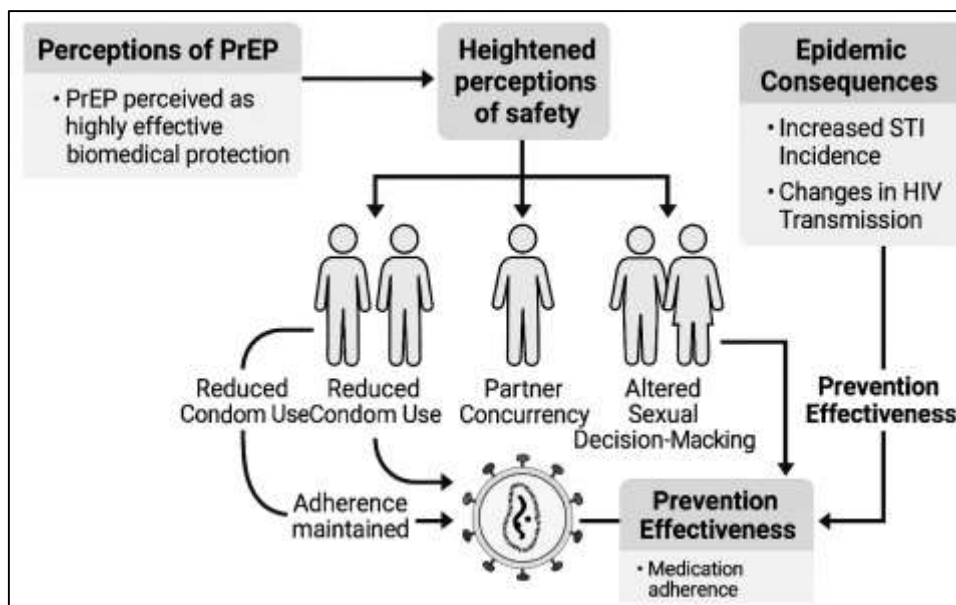 Perceptions of PrEP
• PrEP perceived as
highly effective
biomedical protection
Heightened
perceptions
of safety
Epidemic
Consequences
• Increased STI
Incidence
• Changes in HIV
Transmission
Reduced
Condom Use
Reduced
Condom Use
Partner
Concurrency
Altered
Sexual
Decision-Macking
Prevention
Effectiveness
Adherence
maintained
Prevention
Effectiveness
• Medication
adherence